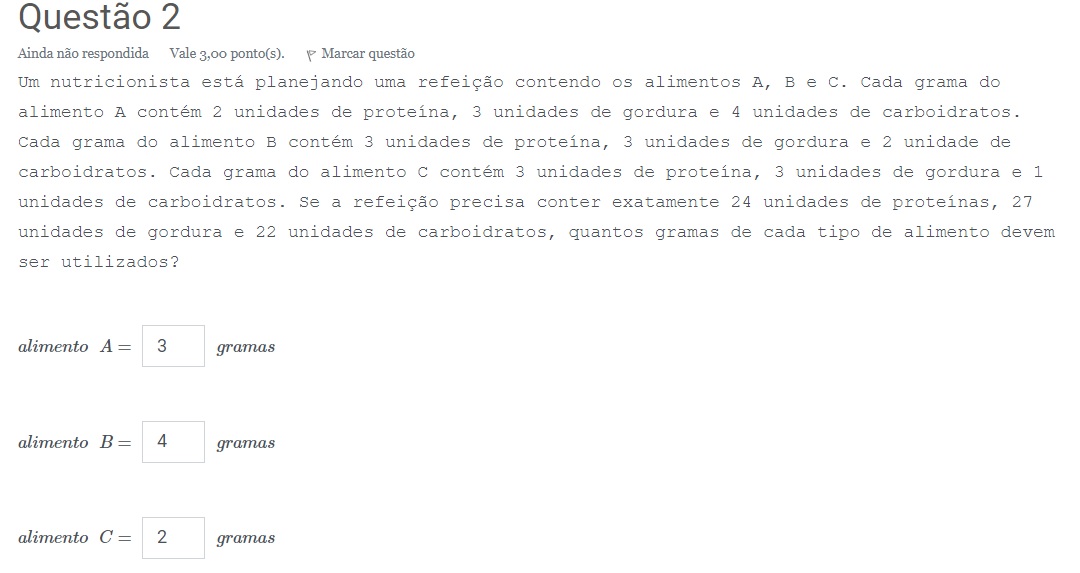 Questão 2
Ainda não respondida Vale 3,00 ponto(s). Marcar questão
Um nutricionista está planejando uma refeição contendo os alimentos A, B e C. Cada grama do
alimento A contém 2 unidades de proteína, 3 unidades de gordura e 4 unidades de carboidratos.
Cada grama do alimento B contém 3 unidades de proteína, 3 unidades de gordura e 2 unidade de
carboidratos. Cada grama do alimento C contém 3 unidades de proteína, 3 unidades de gordura e 1
unidades de carboidratos. Se a refeição precisa conter exatamente 24 unidades de proteínas, 27
unidades de gordura e 22 unidades de carboidratos, quantos gramas de cada tipo de alimento devem
ser utilizados?
alimento A = 3 gramas
alimento B = 4 gramas
alimento C = 2 gramas